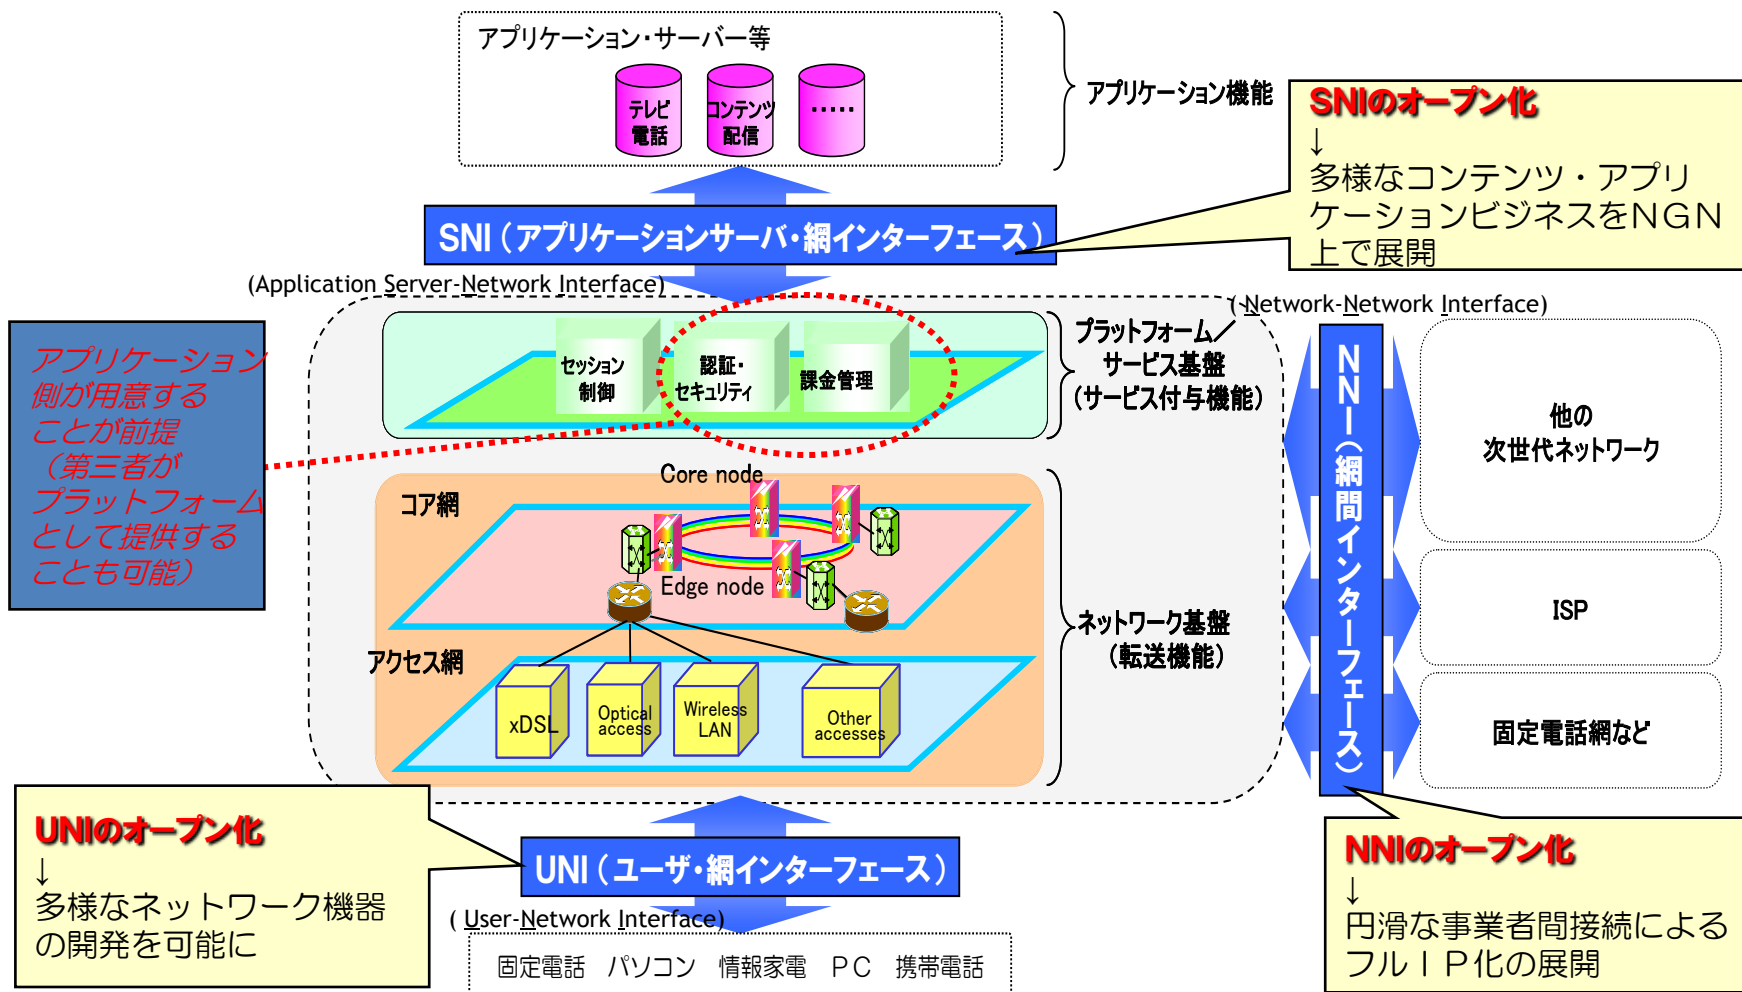 アプリケーション・サーバー等
テレビ
電話
コンテンツ
配信
・・・・・
アプリケーション機能
SNIのオープン化
↓
多様なコンテンツ・アプリ
ケーションビジネスをNGN
上で展開
SNI（アプリケーションサーバ・網インターフェース）
(Application Server-Network Interface)
(Network-Network Interface)
アプリケーション
側が用意する
ことが前提
（第三者が
プラットフォーム
として提供する
ことも可能）
セッション
制御
認証・
セキュリティ
課金管理
プラットフォーム／
サービス基盤
（サービス付与機能）
NNI（網間インターフェース）
他の
次世代ネットワーク
ISP
固定電話網など
コア網
Core node
Edge node
アクセス網
xDSL
Optical
access
Wireless
LAN
Other
accesses
ネットワーク基盤
（転送機能）
UNIのオープン化
↓
多様なネットワーク機器
の開発を可能に
UNI（ユーザ・網インターフェース）
( User-Network Interface)
固定電話　パソコン　情報家電　ＰＣ　携帯電話
NNIのオープン化
↓
円滑な事業者間接続による
フルＩＰ化の展開